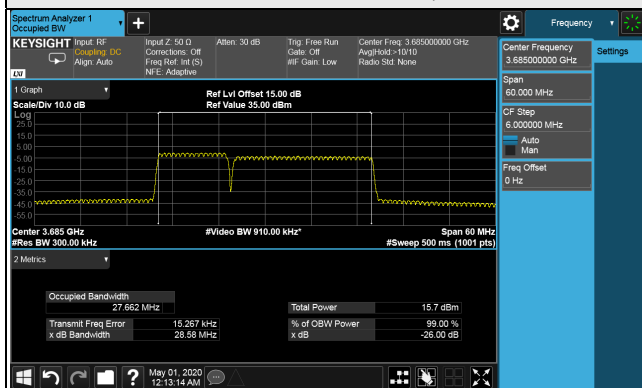 Spectrum Analyzer 1
Occupied BW
Frequency
KEYSIGHT
LXI
Input: RF
Coupling: DC
Align: Auto
Input Z: 50 Ω
Corrections: Off
Freq Ref: Int (S)
NFE: Adaptive
Atten: 30 dB
Trig: Free Run
Gate: Off
#IF Gain: Low
Center Freq: 3.685000000 GHz
Avg|Hold:>10/10
Radio Std: None
Center Frequency
3.685000000 GHz
Settings
Span
60.000 MHz
CF Step
6.000000 MHz
Auto
Man
Freq Offset
0 Hz
1 Graph
Scale/Div 10.0 dB
Ref Lvl Offset 15.00 dB
Ref Value 35.00 dBm
Log
25.0
15.0
5.00
-5.00
-15.0
-25.0
-35.0
-45.0
-55.0
Center 3.685 GHz
#Res BW 300.00 kHz
#Video BW 910.00 kHz*
Span 60 MHz
#Sweep 500 ms (1001 pts)
2 Metrics
Occupied Bandwidth
27.662 MHz
Total Power 15.7 dBm
Transmit Freq Error 15.267 kHz
% of OBW Power 99.00 %
x dB Bandwidth 28.58 MHz
x dB -26.00 dB
May 01, 2020
12:13:14 AM